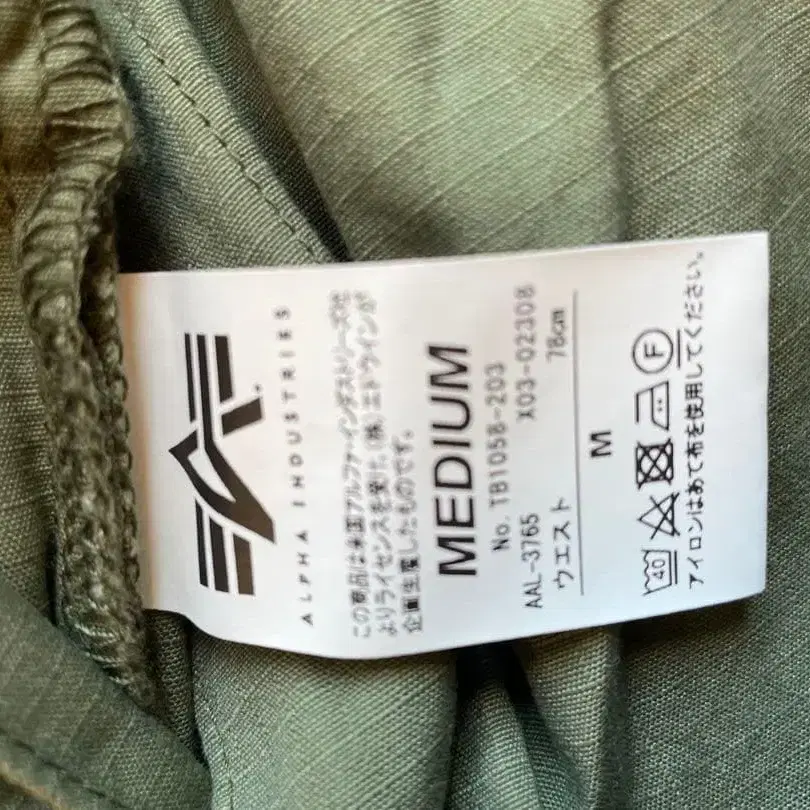 ALPHA INDUSTRIES
この商品は米国アルファインダストリーズ社
よりライセンスを受け、(株)エドウインが
企画生産したものです。
MEDIUM
No. TB1058-203
AAL-3765 X03-02308
ウエスト 78cm
M
40 F
アイロンはあて布を使用してください。